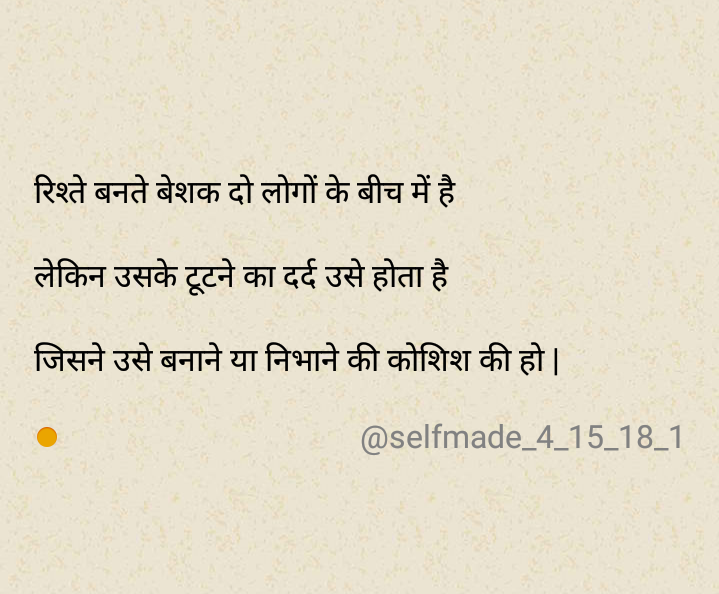 रिश्ते बनते बेशक दो लोगों के बीच में है
लेकिन उसके टूटने का दर्द उसे होता है
जिसने उसे बनाने या निभाने की कोशिश की हो |
@selfmade_4_15_18_1